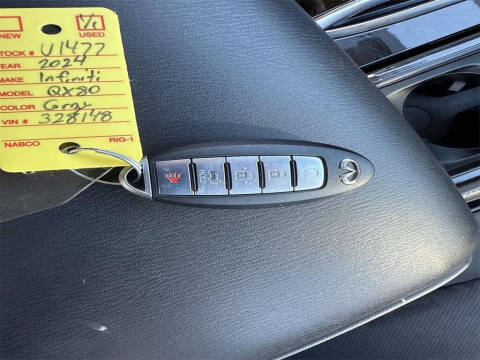 NEW USED
STOCK # U1477
YEAR 2024
MAKE Infiniti
MODEL QX80
COLOR Gray
VIN # 328148
NABCO RIG-1